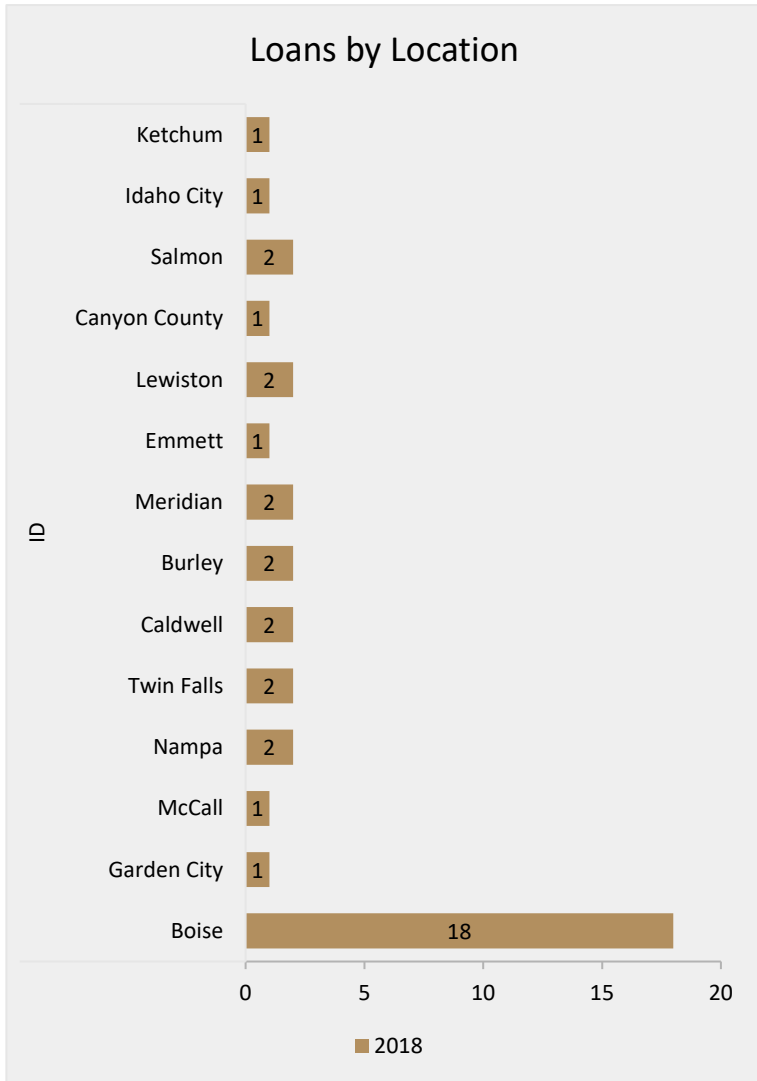 Loans by Location
Ketchum 1
Idaho City 1
Salmon 2
Canyon County 1
Lewiston 2
Emmett 1
Meridian 2
ID
Burley 2
Caldwell 2
Twin Falls 2
Nampa 2
McCall 1
Garden City 1
Boise 18
0 5 10 15 20
2018